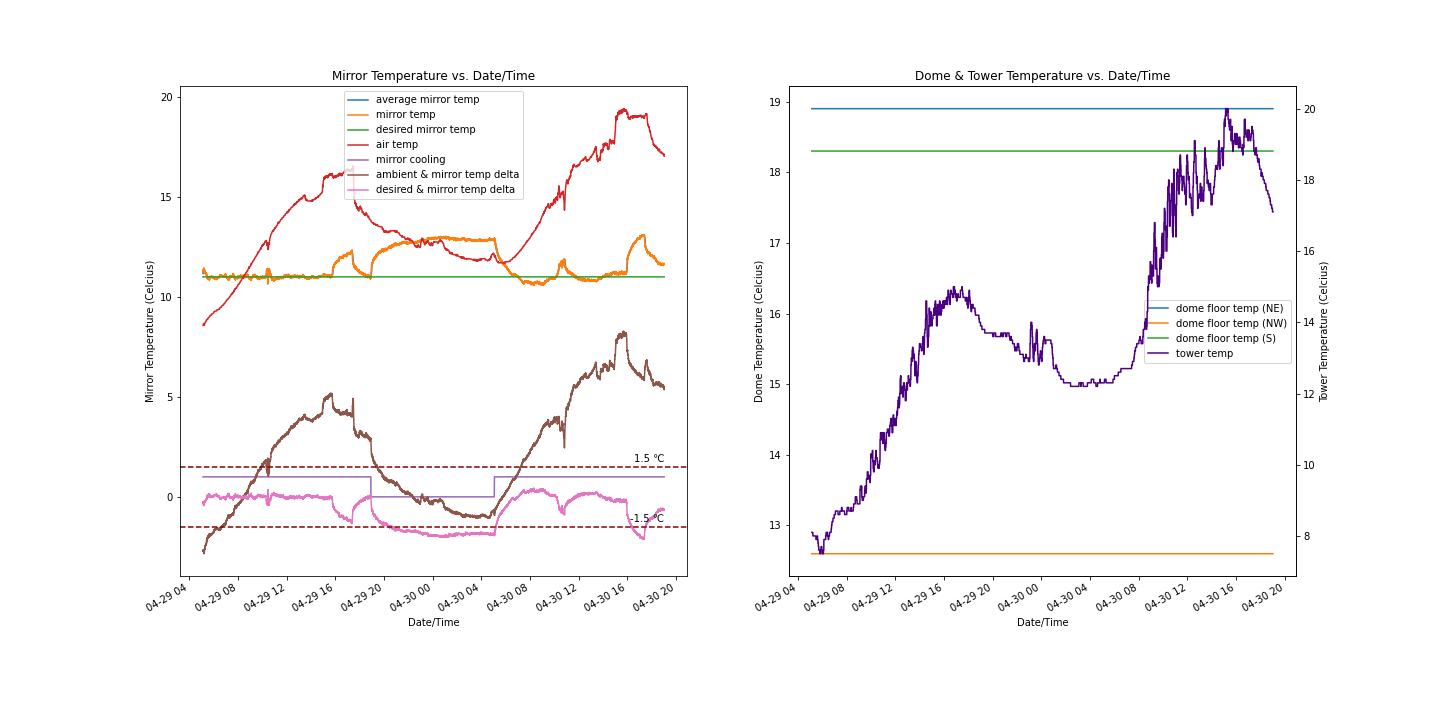 Mirror Temperature vs. Date/Time
Mirror Temperature (Celcius)
20
15
10
5
0
average mirror temp
mirror temp
desired mirror temp
air temp
mirror cooling
ambient & mirror temp delta
desired & mirror temp delta
1.5 °C
-1.5 °C
04-29 04
04-29 08
04-29 12
04-29 16
04-29 20
04-30 00
04-30 04
04-30 08
04-30 12
04-30 16
04-30 20
Date/Time
Dome & Tower Temperature vs. Date/Time
Dome Temperature (Celcius)
19
18
17
16
15
14
13
dome floor temp (NE)
dome floor temp (NW)
dome floor temp (S)
tower temp
20
18
16
14
12
10
8
Tower Temperature (Celcius)
04-29 04
04-29 08
04-29 12
04-29 16
04-29 20
04-30 00
04-30 04
04-30 08
04-30 12
04-30 16
04-30 20
Date/Time